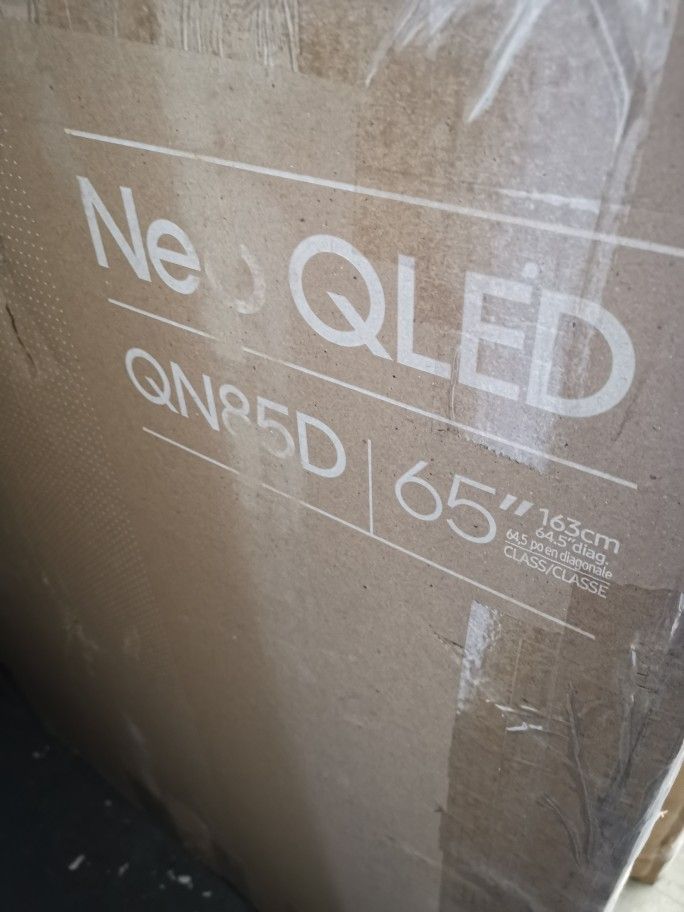 Neo QLED
QN85D
65"
163cm
64.5"diag.
64,5 po en diagonale
CLASS/CLASSE